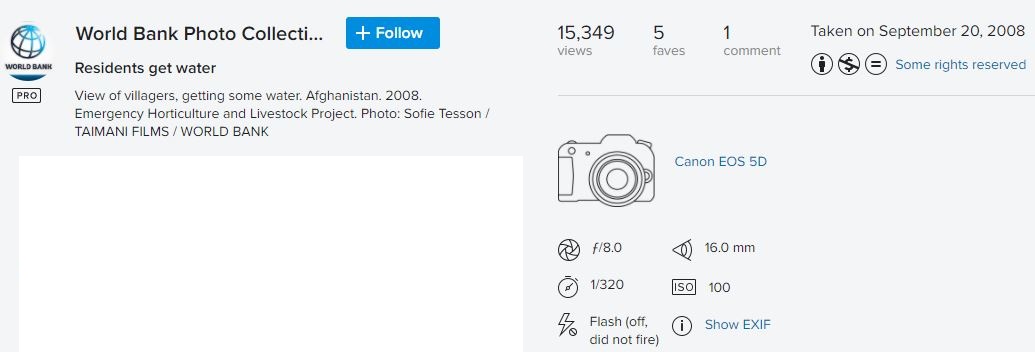 World Bank Photo Collecti...
+ Follow
WORLD BANK
PRO
Residents get water
View of villagers, getting some water. Afghanistan. 2008.
Emergency Horticulture and Livestock Project. Photo: Sofie Tesson /
TAIMANI FILMS / WORLD BANK
15,349
views
5
faves
1
comment
Taken on September 20, 2008
Some rights reserved
Canon EOS 5D
ƒ/8.0
16.0 mm
1/320
ISO 100
Flash (off,
did not fire)
Show EXIF